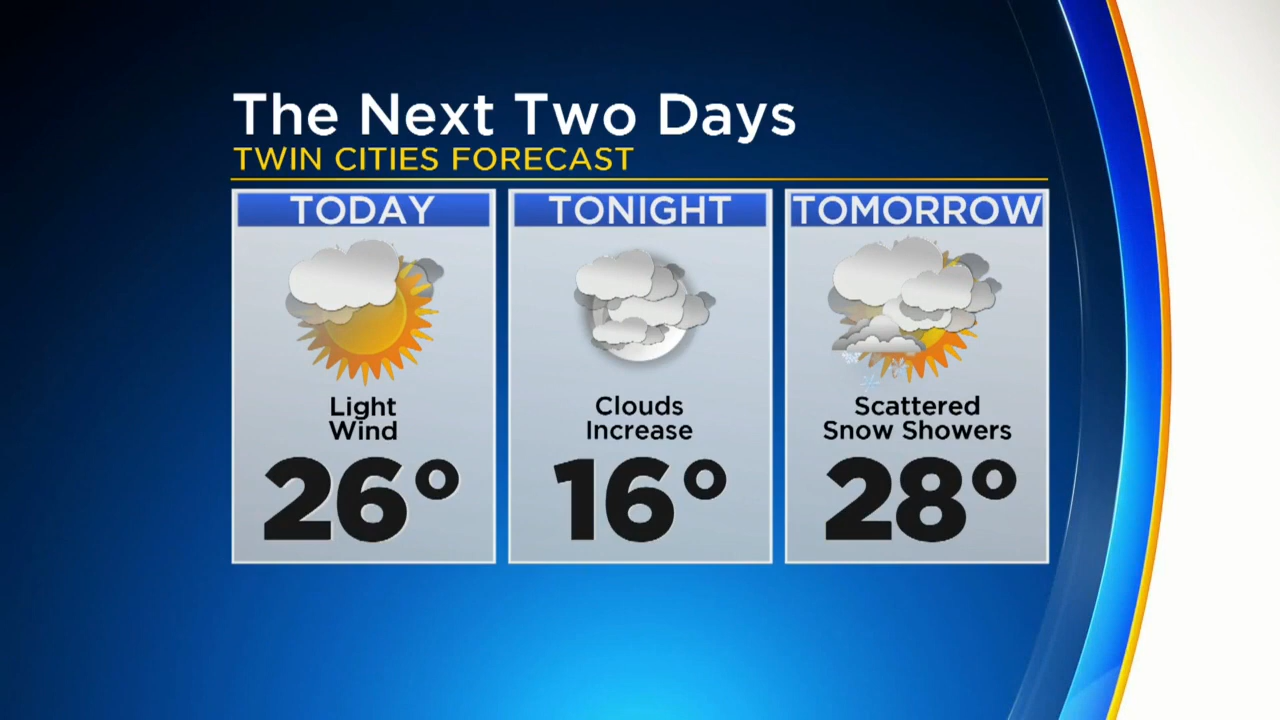 The Next Two Days
TWIN CITIES FORECAST
TODAY
Light
Wind
26°
TONIGHT
Clouds
Increase
16°
TOMORROW
Scattered
Snow Showers
28°